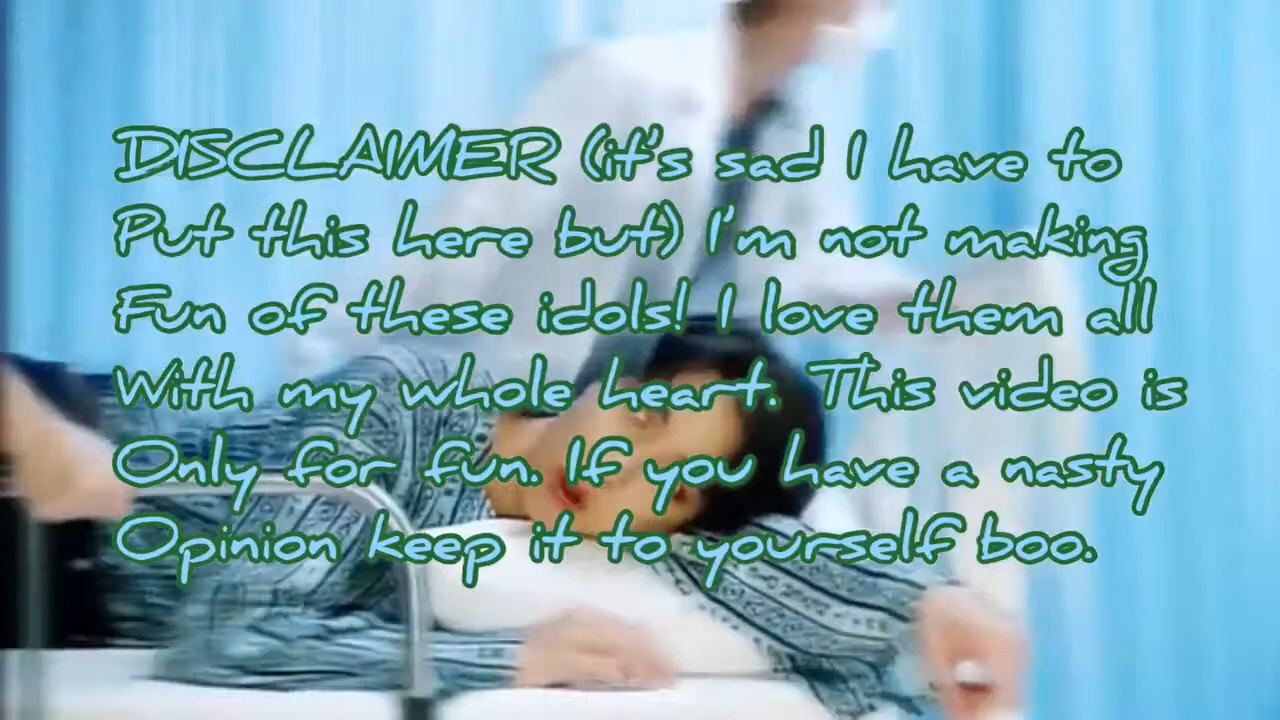 DISCLAIMER (it's sad I have to
Put this here but) I'm not making
Fun of these idols! I love them all
With my whole heart. This video is
Only for fun. If you have a nasty
Opinion keep it to yourself boo.